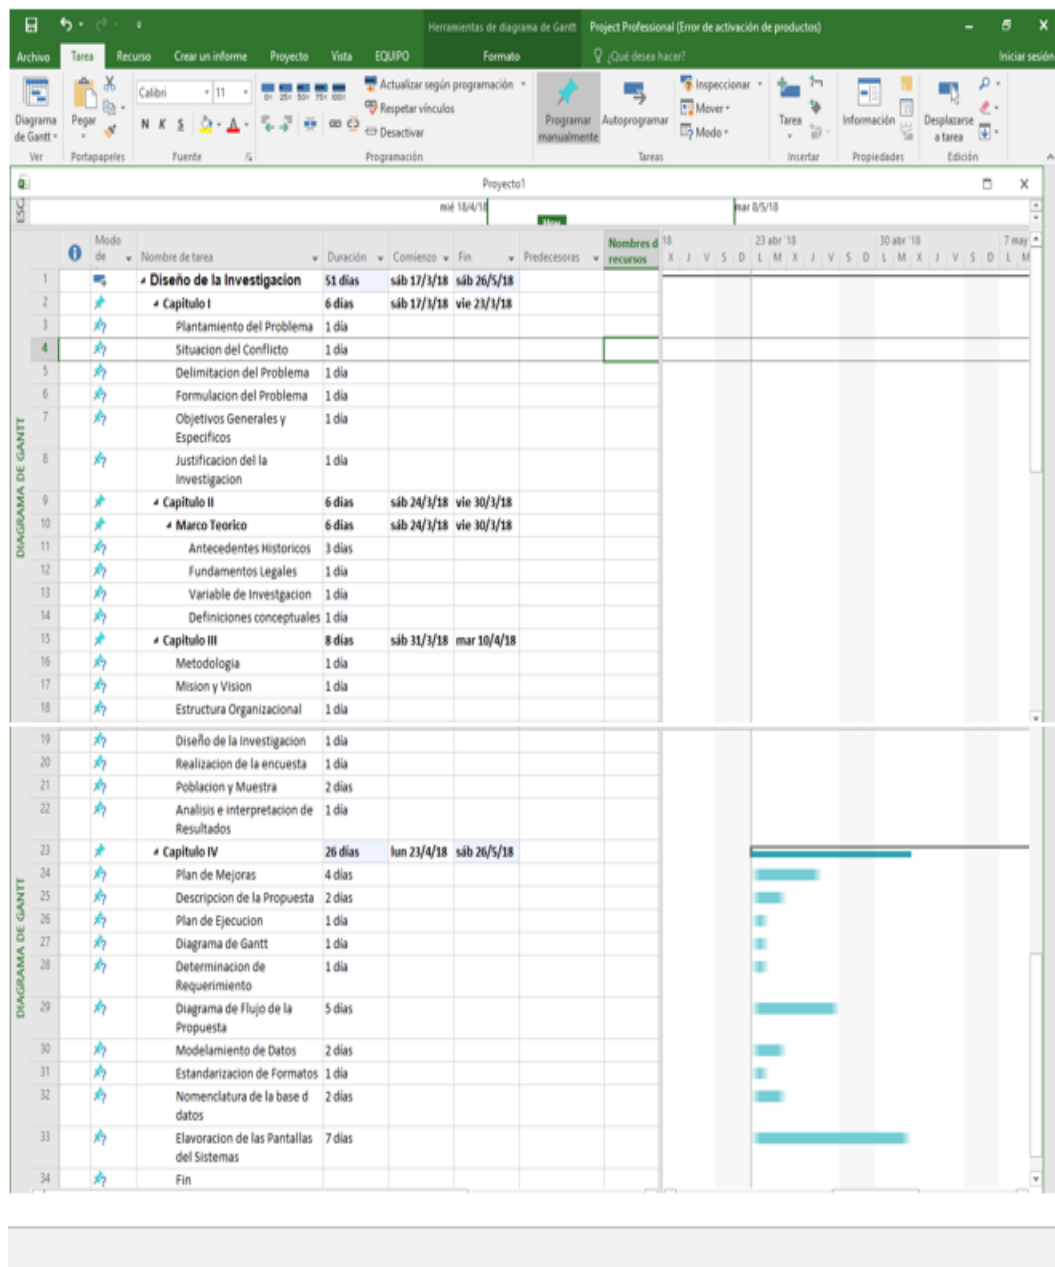 Herramientas de diagrama de Gantt Project Professional (Error de activación de productos)
Archivo Tarea Recurso Crear un informe Proyecto Vista EQUIPO Formato ¿Qué desea hacer? Iniciar sesión
Diagrama de Gantt
Ver
Pegar
Portapapeles
Calibri 11
N K S A
Fuente
0% 25% 50% 75% 100%
Actualizar según programación
Respetar vínculos
Desactivar
Programación
Programar manualmente
Autoprogramar
Inspeccionar
Mover
Modo
Tareas
Tarea
Insertar
Información
Propiedades
Desplazarse a tarea
Edición
Proyecto1
ESC
mié 18/4/18 mar 8/5/18
Hoy
Modo de Nombre de tarea Duración Comienzo Fin Predecesoras Nombres d recursos
18 23 abr '18 30 abr '18 7 may
X J V S D L M X J V S D L M X J V S D L M
DIAGRAMA DE GANTT
1 Diseño de la Investigacion 51 días sáb 17/3/18 sáb 26/5/18
2 Capitulo I 6 días sáb 17/3/18 vie 23/3/18
3 Plantamiento del Problema 1 día
4 Situacion del Conflicto 1 día
5 Delimitacion del Problema 1 día
6 Formulacion del Problema 1 día
7 Objetivos Generales y Especificos 1 día
8 Justificacion del la Investigacion 1 día
9 Capitulo II 6 días sáb 24/3/18 vie 30/3/18
10 Marco Teorico 6 días sáb 24/3/18 vie 30/3/18
11 Antecedentes Historicos 3 días
12 Fundamentos Legales 1 día
13 Variable de Investgacion 1 día
14 Definiciones conceptuales 1 día
15 Capitulo III 8 días sáb 31/3/18 mar 10/4/18
16 Metodologia 1 día
17 Mision y Vision 1 día
18 Estructura Organizacional 1 día
DIAGRAMA DE GANTT
19 Diseño de la Investigacion 1 día
20 Realizacion de la encuesta 1 día
21 Poblacion y Muestra 2 días
22 Analisis e interpretacion de Resultados 1 día
23 Capitulo IV 26 días lun 23/4/18 sáb 26/5/18
24 Plan de Mejoras 4 días
25 Descripcion de la Propuesta 2 días
26 Plan de Ejecucion 1 día
27 Diagrama de Gantt 1 día
28 Determinacion de Requerimiento 1 día
29 Diagrama de Flujo de la Propuesta 5 días
30 Modelamiento de Datos 2 días
31 Estandarizacion de Formatos 1 día
32 Nomenclatura de la base d datos 2 días
33 Elavoracion de las Pantallas del Sistemas 7 días
34 Fin